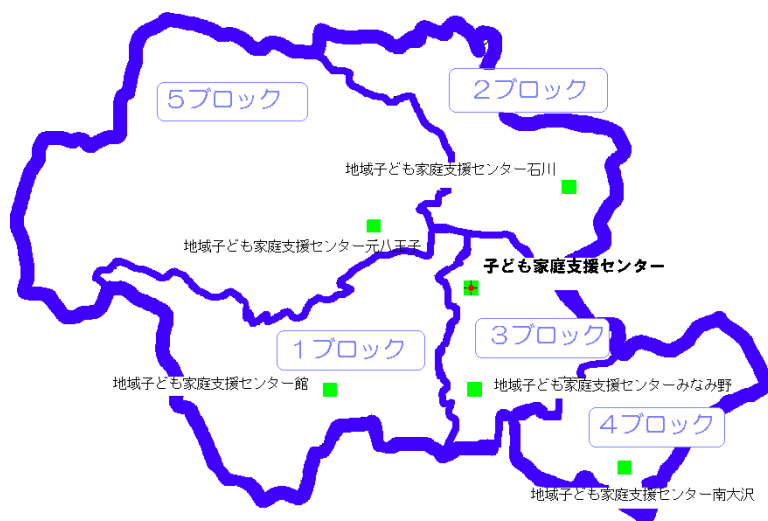 5ブロック
2ブロック
地域子ども家庭支援センター石川
地域子ども家庭支援センター元八王子
子ども家庭支援センター
3ブロック
1ブロック
地域子ども家庭支援センター館
地域子ども家庭支援センターみなみ野
4ブロック
地域子ども家庭支援センター南大沢